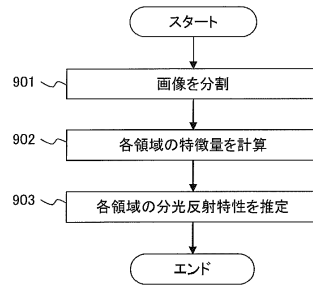 スタート
901 画像を分割
902 各領域の特徴量を計算
903 各領域の分光反射特性を推定
エンド